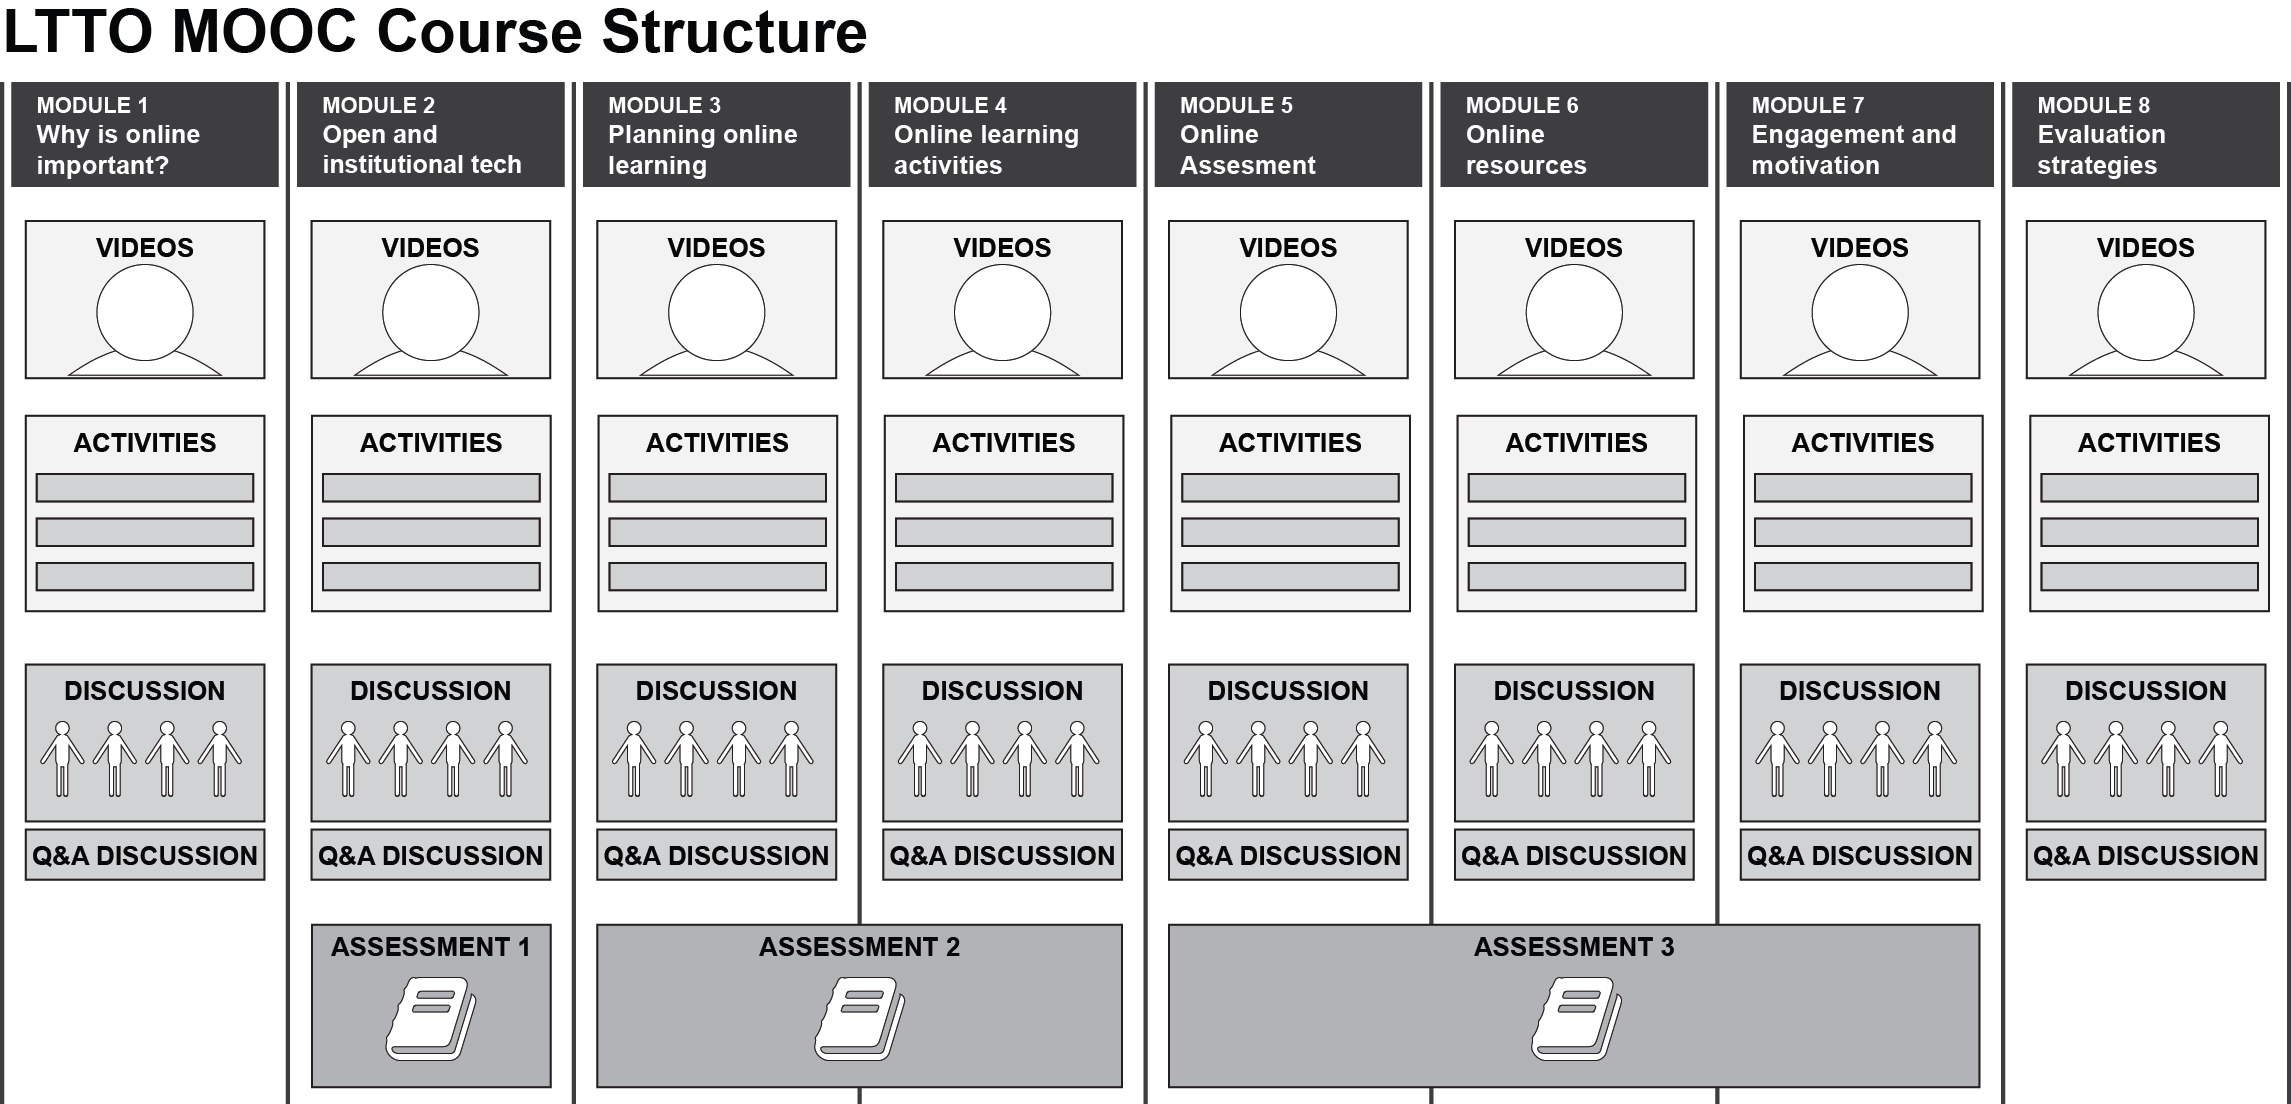 LTTO MOOC Course Structure
MODULE 1
Why is online
important?
MODULE 2
Open and
institutional tech
MODULE 3
Planning online
learning
MODULE 4
Online learning
activities
MODULE 5
Online
Assesment
MODULE 6
Online
resources
MODULE 7
Engagement and
motivation
MODULE 8
Evaluation
strategies
VIDEOS
VIDEOS
VIDEOS
VIDEOS
VIDEOS
VIDEOS
VIDEOS
VIDEOS
ACTIVITIES
ACTIVITIES
ACTIVITIES
ACTIVITIES
ACTIVITIES
ACTIVITIES
ACTIVITIES
ACTIVITIES
DISCUSSION
DISCUSSION
DISCUSSION
DISCUSSION
DISCUSSION
DISCUSSION
DISCUSSION
DISCUSSION
Q&A DISCUSSION
Q&A DISCUSSION
Q&A DISCUSSION
Q&A DISCUSSION
Q&A DISCUSSION
Q&A DISCUSSION
Q&A DISCUSSION
Q&A DISCUSSION
ASSESSMENT 1
ASSESSMENT 2
ASSESSMENT 3